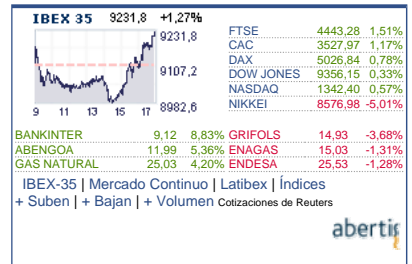 IBEX 35 9231,8 +1,27%
9231,8
9107,2
8982,6
9 11 13 15 17
FTSE 4443,28 1,51%
CAC 3527,97 1,17%
DAX 5026,84 0,78%
DOW JONES 9356,15 0,33%
NASDAQ 1342,40 0,57%
NIKKEI 8576,98 -5,01%
BANKINTER 9,12 8,83% GRIFOLS 14,93 -3,68%
ABENGOA 11,99 5,36% ENAGAS 15,03 -1,31%
GAS NATURAL 25,03 4,20% ENDESA 25,53 -1,28%
IBEX-35 | Mercado Continuo | Latibex | Índices
+ Suben | + Bajan | + Volumen Cotizaciones de Reuters
abertis